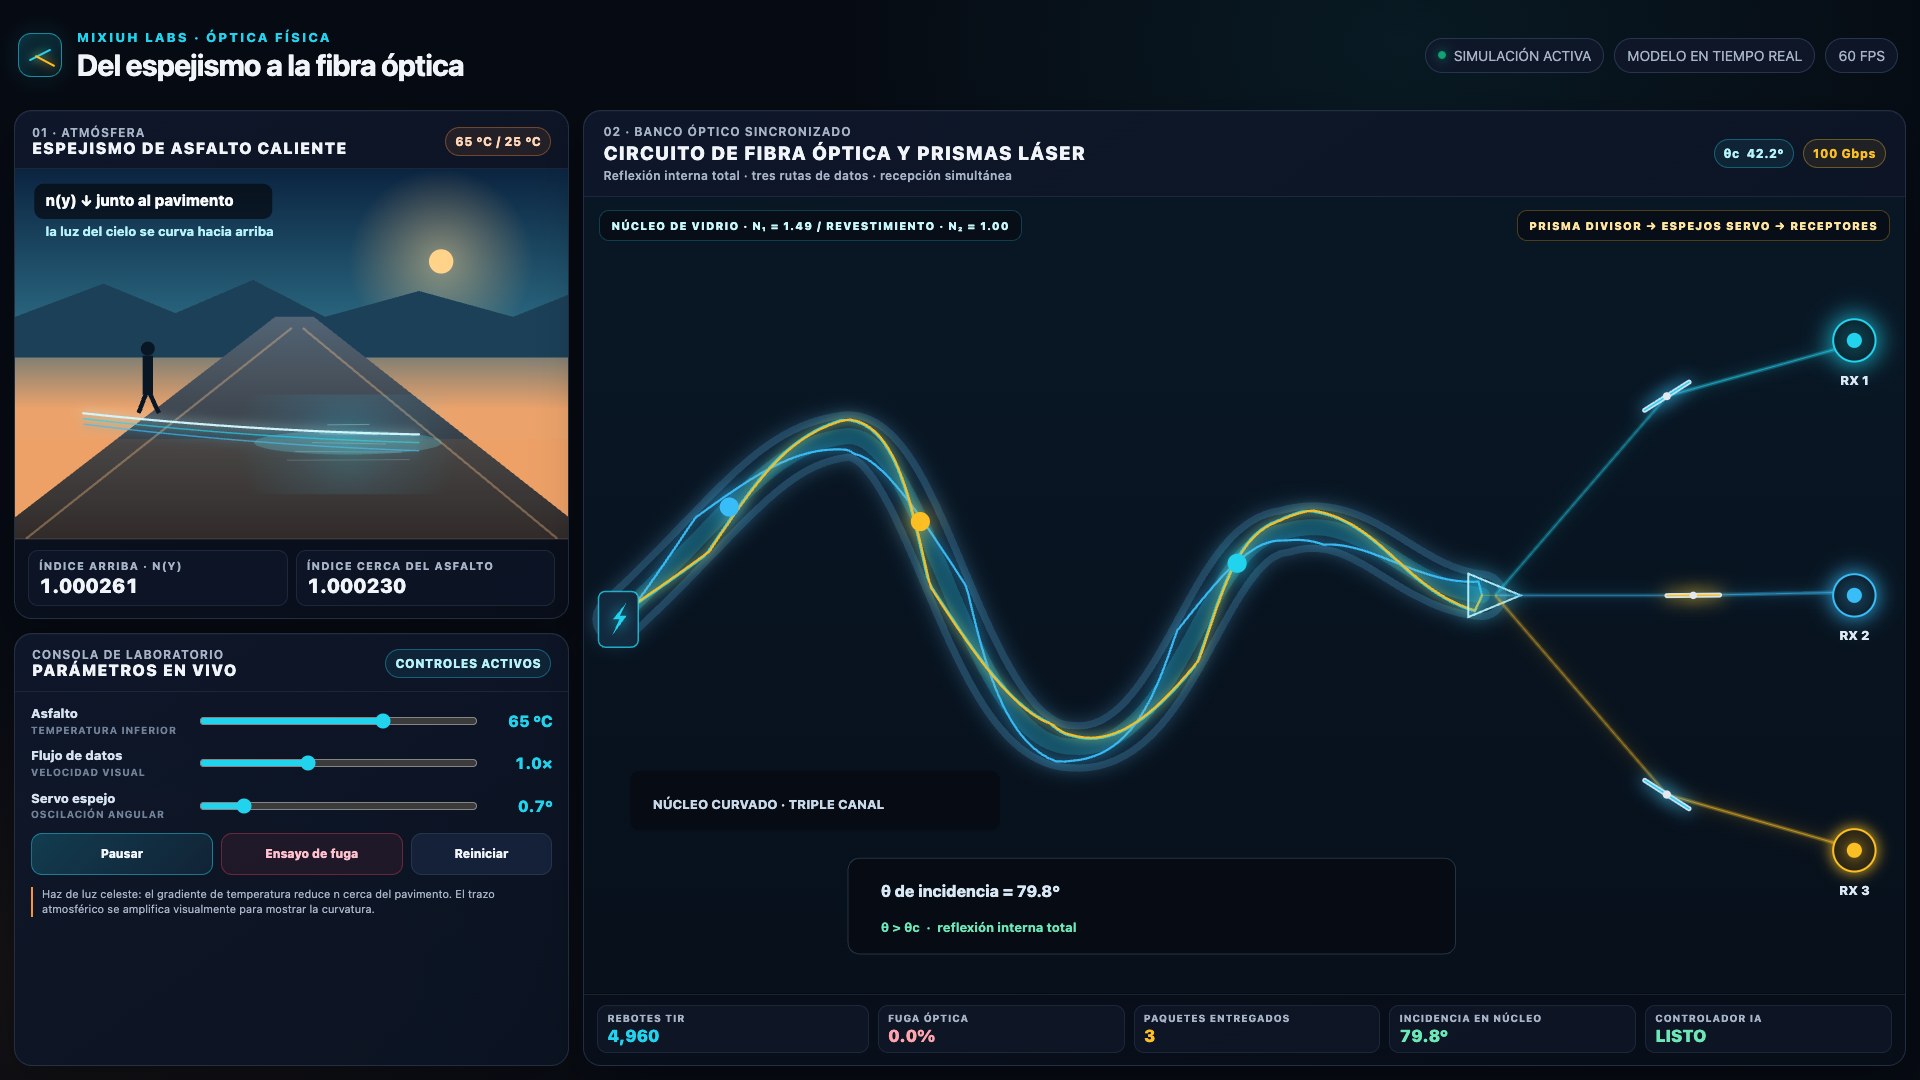 MIXIUH LABS · ÓPTICA FÍSICA
Del espejismo a la fibra óptica
SIMULACIÓN ACTIVA
MODELO EN TIEMPO REAL
60 FPS
01 · ATMÓSFERA
ESPEJISMO DE ASFALTO CALIENTE
65 °C / 25 °C
n(y) ↓ junto al pavimento
la luz del cielo se curva hacia arriba
ÍNDICE ARRIBA · N(Y)
1.000261
ÍNDICE CERCA DEL ASFALTO
1.000230
CONSOLA DE LABORATORIO
PARÁMETROS EN VIVO
CONTROLES ACTIVOS
Asfalto
TEMPERATURA INFERIOR
65 °C
Flujo de datos
VELOCIDAD VISUAL
1.0×
Servo espejo
OSCILACIÓN ANGULAR
0.7°
Pausar
Ensayo de fuga
Reiniciar
Haz de luz celeste: el gradiente de temperatura reduce n cerca del pavimento. El trazo
atmosférico se amplifica visualmente para mostrar la curvatura.
02 · BANCO ÓPTICO SINCRONIZADO
CIRCUITO DE FIBRA ÓPTICA Y PRISMAS LÁSER
Reflexión interna total · tres rutas de datos · recepción simultánea
θc 42.2°
100 Gbps
NÚCLEO DE VIDRIO · N₁ = 1.49 / REVESTIMIENTO · N₂ = 1.00
PRISMA DIVISOR → ESPEJOS SERVO → RECEPTORES
RX 1
RX 2
RX 3
NÚCLEO CURVADO · TRIPLE CANAL
θ de incidencia = 79.8°
θ > θc · reflexión interna total
REBOTES TIR
4,960
FUGA ÓPTICA
0.0%
PAQUETES ENTREGADOS
3
INCIDENCIA EN NÚCLEO
79.8°
CONTROLADOR IA
LISTO